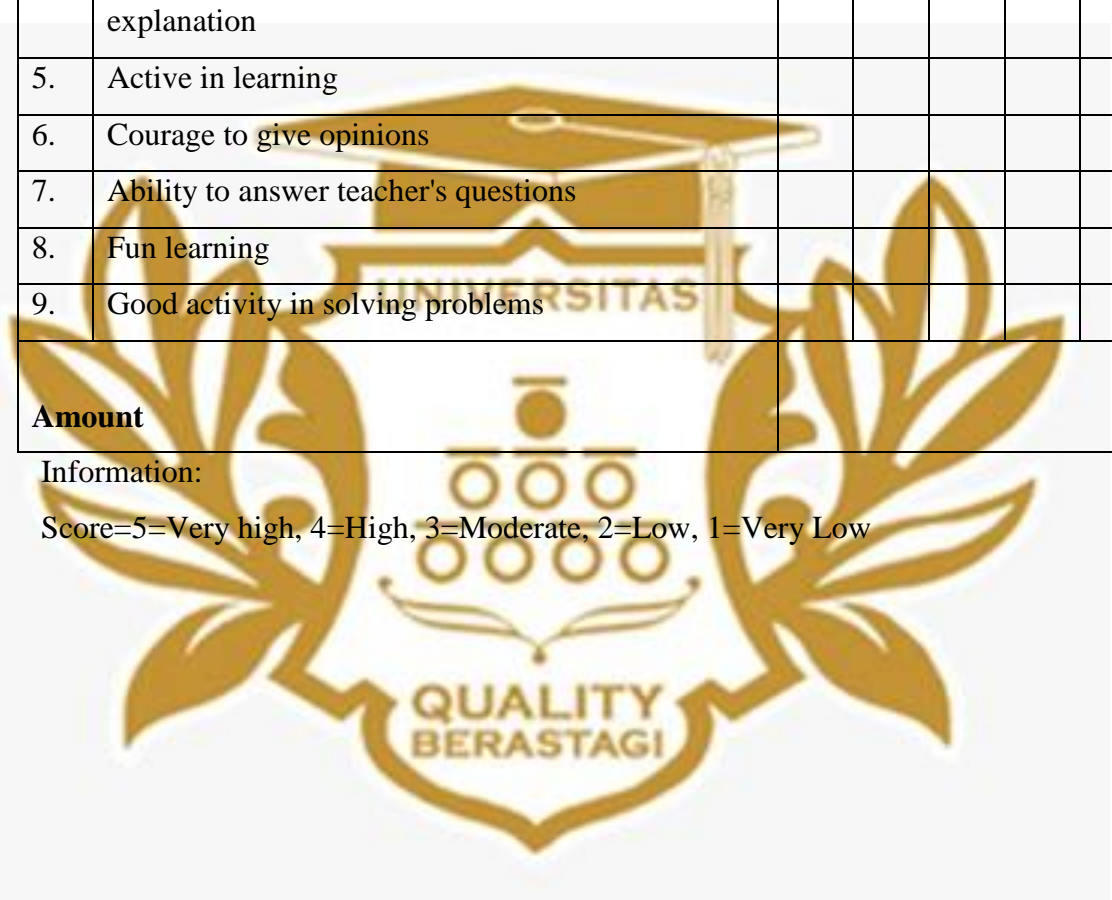 explanation
5. Active in learning
6. Courage to give opinions
7. Ability to answer teacher's questions
8. Fun learning
9. Good activity in solving problems
UNIVERSITAS
Amount
Information:
Score=5=Very high, 4=High, 3=Moderate, 2=Low, 1=Very Low
QUALITY
BERASTAGI